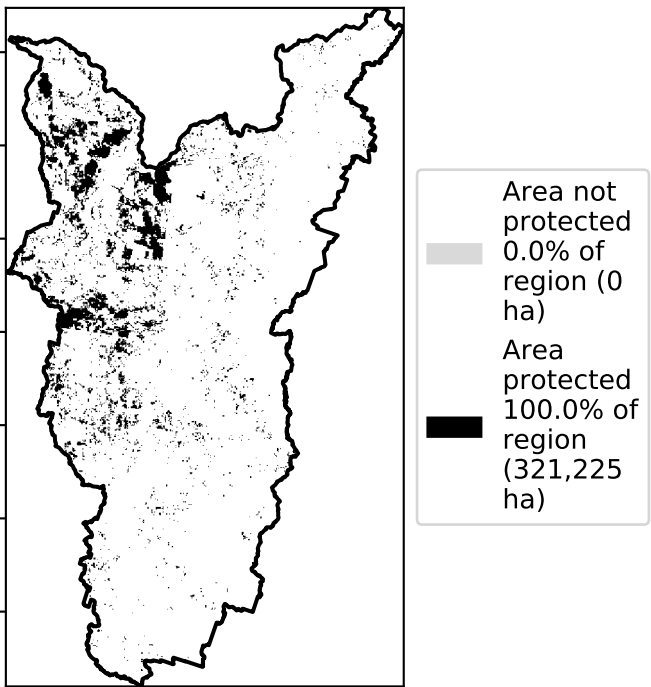 Area not
protected
0.0% of
region (0
ha)
Area
protected
100.0% of
region
(321,225
ha)